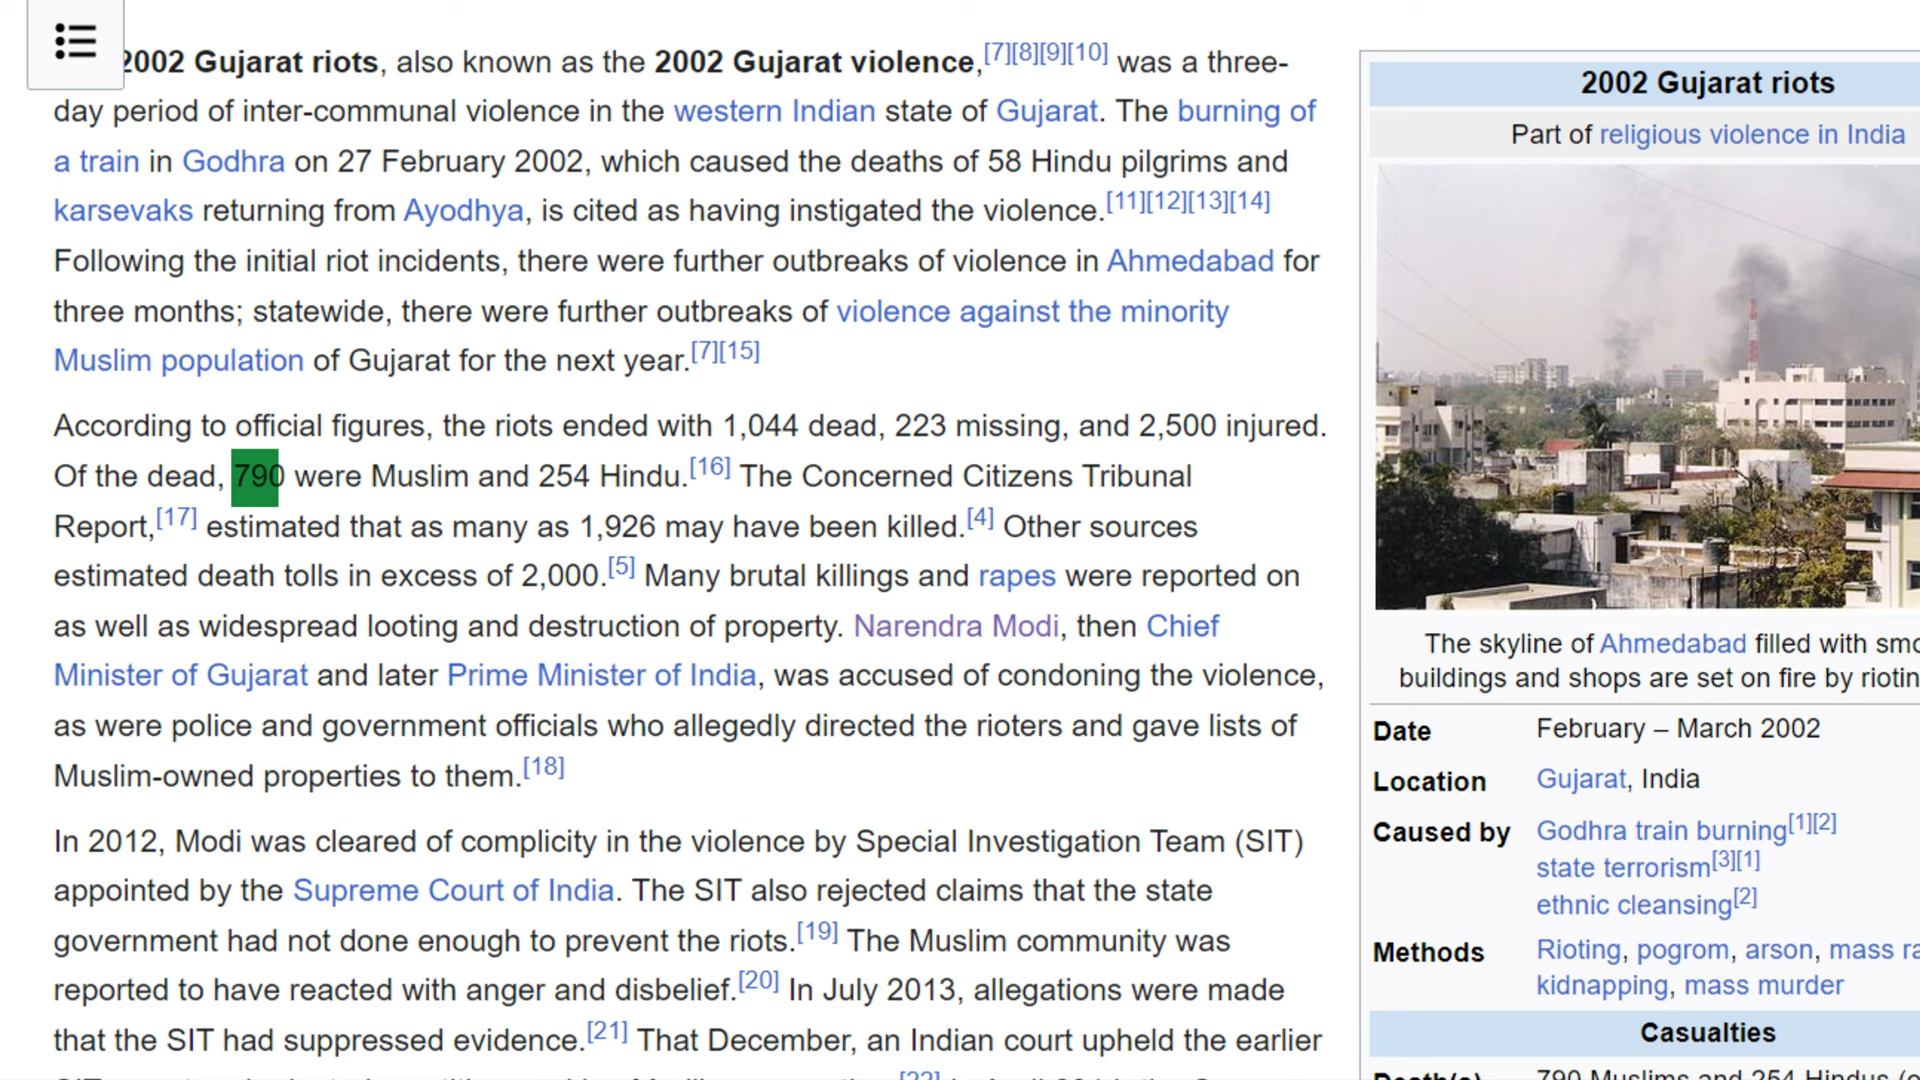 2002 Gujarat riots, also known as the 2002 Gujarat violence,[7][8][9][10] was a three-
day period of inter-communal violence in the western Indian state of Gujarat. The burning of
a train in Godhra on 27 February 2002, which caused the deaths of 58 Hindu pilgrims and
karsevaks returning from Ayodhya, is cited as having instigated the violence.[11][12][13][14]
Following the initial riot incidents, there were further outbreaks of violence in Ahmedabad for
three months; statewide, there were further outbreaks of violence against the minority
Muslim population of Gujarat for the next year.[7][15]
According to official figures, the riots ended with 1,044 dead, 223 missing, and 2,500 injured.
Of the dead, 790 were Muslim and 254 Hindu.[16] The Concerned Citizens Tribunal
Report,[17] estimated that as many as 1,926 may have been killed.[4] Other sources
estimated death tolls in excess of 2,000.[5] Many brutal killings and rapes were reported on
as well as widespread looting and destruction of property. Narendra Modi, then Chief
Minister of Gujarat and later Prime Minister of India, was accused of condoning the violence,
as were police and government officials who allegedly directed the rioters and gave lists of
Muslim-owned properties to them.[18]
In 2012, Modi was cleared of complicity in the violence by Special Investigation Team (SIT)
appointed by the Supreme Court of India. The SIT also rejected claims that the state
government had not done enough to prevent the riots.[19] The Muslim community was
reported to have reacted with anger and disbelief.[20] In July 2013, allegations were made
that the SIT had suppressed evidence.[21] That December, an Indian court upheld the earlier
2002 Gujarat riots
Part of religious violence in India
The skyline of Ahmedabad filled with
buildings and shops are set on fire by
Date February – March 2002
Location Gujarat, India
Caused by Godhra train burning[1][2]
state terrorism[3][1]
ethnic cleansing[2]
Methods Rioting, pogrom, arson, mass
kidnapping, mass murder
Casualties
Death(s) 790 Muslims and 254 Hindus